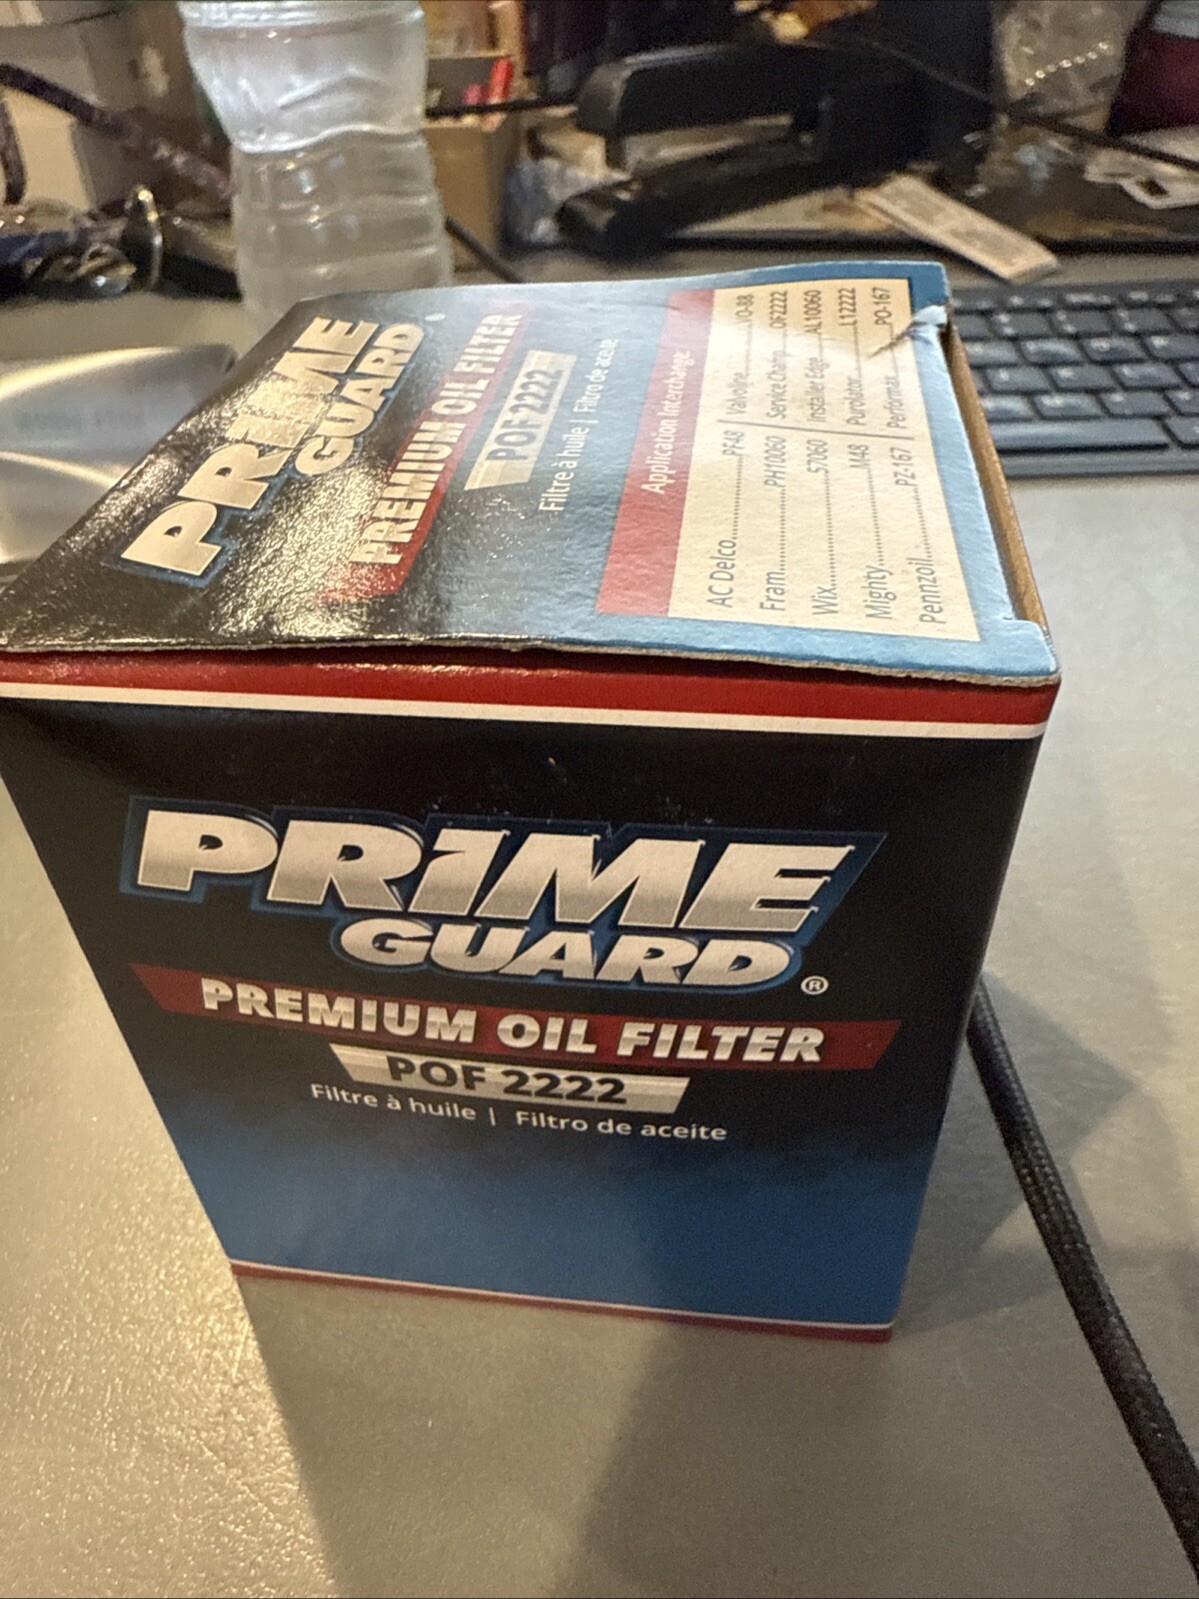 PRIME
GUARD®
PREMIUM OIL FILTER
POF 2222
Filtre à huile | Filtro de aceite
Application Interchange
AC Delco..........PF48 | Valvoline..........VO-88
Fram..........PH10060 | Service Champ..........OF2222
Wix..........57060 | Installer Edge..........AL10060
Mighty..........M48 | Purolator..........L12222
Pennzoil..........PZ-167 | Performax..........PO-167
PRIME
GUARD®
PREMIUM OIL FILTER
POF 2222
Filtre à huile | Filtro de aceite